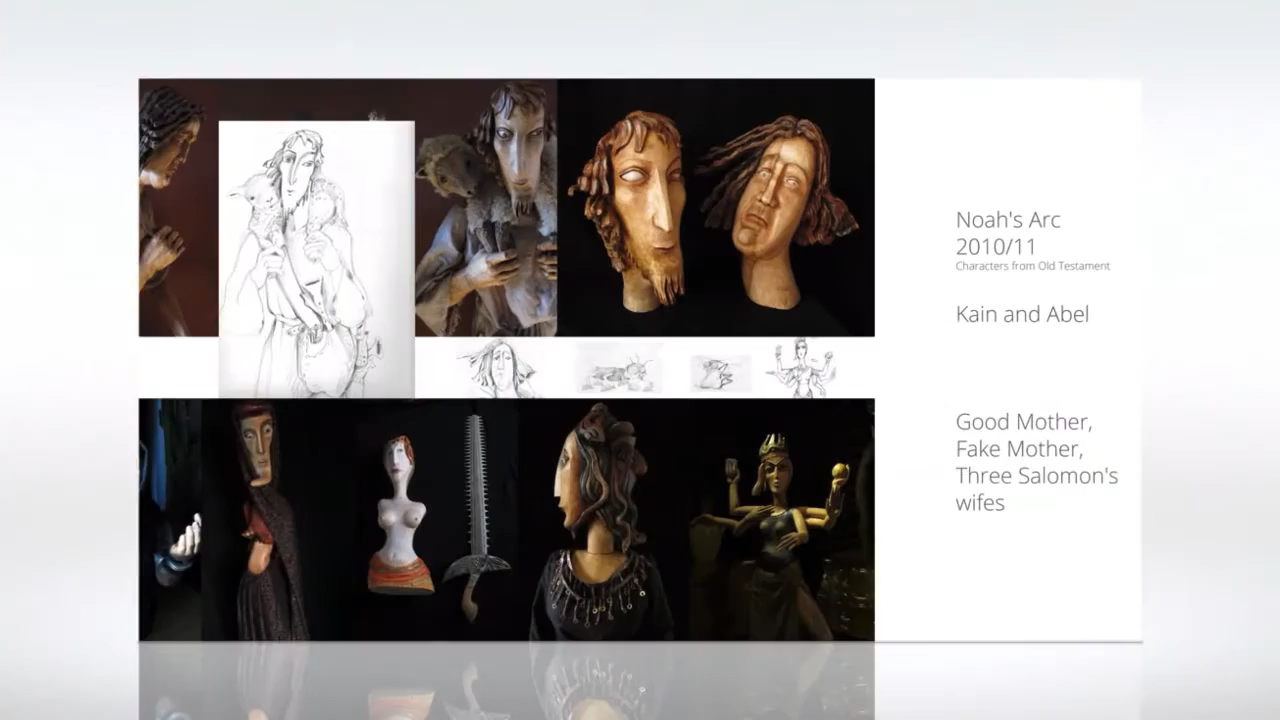 Noah's Arc
2010/11
Characters from Old Testament
Kain and Abel
Good Mother,
Fake Mother,
Three Salomon's
wifes